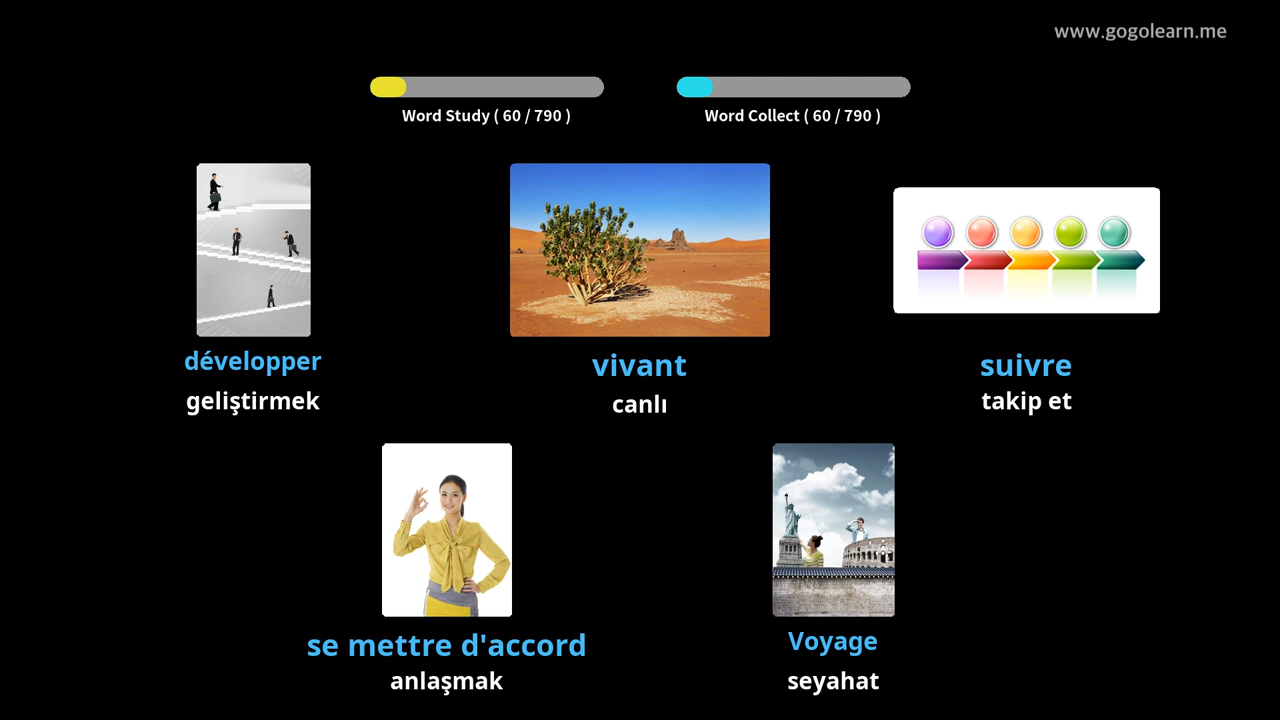 www.gogolearn.me
Word Study ( 60 / 790 )
Word Collect ( 60 / 790 )
développer
geliştirmek
vivant
canlı
suivre
takip et
se mettre d'accord
anlaşmak
Voyage
seyahat